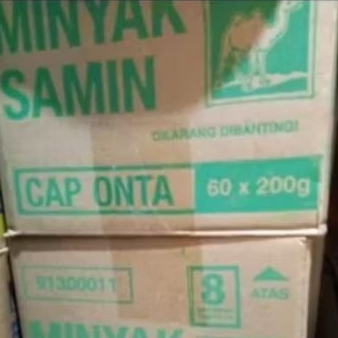 MINYAK
SAMIN
DILARANG DIBANTING!
CAP ONTA 60 x 200g
91300011
8
ATAS
MINYAK